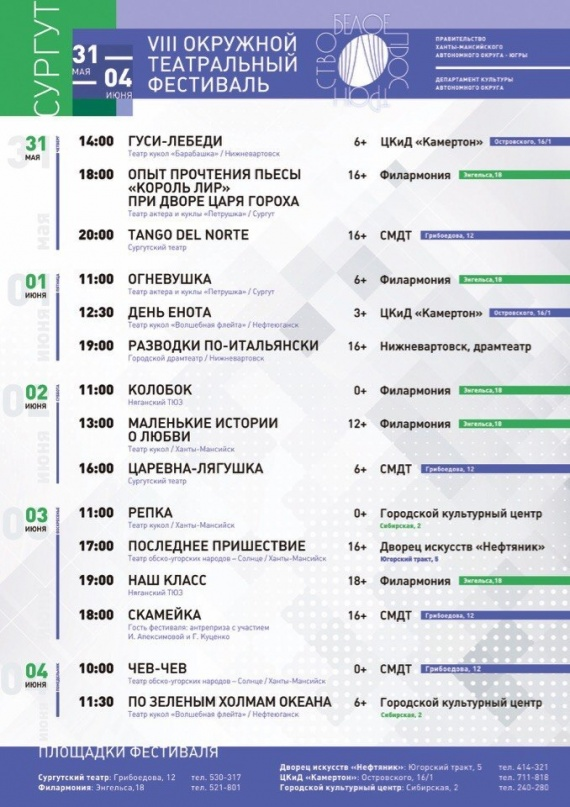 СУРГУТ
31
МАЯ
04
ИЮНЯ
VIII ОКРУЖНОЙ
ТЕАТРАЛЬНЫЙ
ФЕСТИВАЛЬ
БЕЛОЕ
ПРОСТРАНСТВО
ПРАВИТЕЛЬСТВО
ХАНТЫ-МАНСИЙСКОГО
АВТОНОМНОГО ОКРУГА - ЮГРЫ
ДЕПАРТАМЕНТ КУЛЬТУРЫ
АВТОНОМНОГО ОКРУГА
31
МАЯ
ЧЕТВЕРГ
14:00 ГУСИ-ЛЕБЕДИ 6+ ЦКиД «Камертон» Островского, 16/1
Театр кукол «Барабашка» / Нижневартовск
18:00 ОПЫТ ПРОЧТЕНИЯ ПЬЕСЫ 16+ Филармония Энгельса,18
«КОРОЛЬ ЛИР»
ПРИ ДВОРЕ ЦАРЯ ГОРОХА
Театр актера и куклы «Петрушка» / Сургут
20:00 TANGO DEL NORTE 16+ СМДТ Грибоедова, 12
Сургутский театр
01
ИЮНЯ
ПЯТНИЦА
11:00 ОГНЕВУШКА 6+ Филармония Энгельса,18
Театр актера и куклы «Петрушка» / Сургут
12:30 ДЕНЬ ЕНОТА 3+ ЦКиД «Камертон» Островского, 16/1
Театр кукол «Волшебная флейта» / Нефтеюганск
19:00 РАЗВОДКИ ПО-ИТАЛЬЯНСКИ 16+ Нижневартовск, драмтеатр
Городской драмтеатр / Нижневартовск
02
ИЮНЯ
СУББОТА
11:00 КОЛОБОК 0+ Филармония Энгельса,18
Няганский ТЮЗ
13:00 МАЛЕНЬКИЕ ИСТОРИИ 12+ Филармония Энгельса,18
О ЛЮБВИ
Театр кукол / Ханты-Мансийск
16:00 ЦАРЕВНА-ЛЯГУШКА 6+ СМДТ Грибоедова, 12
Сургутский театр
03
ИЮНЯ
ВОСКРЕСЕНЬЕ
11:00 РЕПКА 0+ Городской культурный центр
Театр кукол / Ханты-Мансийск Сибирская, 2
17:00 ПОСЛЕДНЕЕ ПРИШЕСТВИЕ 16+ Дворец искусств «Нефтяник»
Театр обско-угорских народов – Солнце / Ханты-Мансийск Югорский тракт, 5
19:00 НАШ КЛАСС 18+ Филармония Энгельса,18
Няганский ТЮЗ
18:00 СКАМЕЙКА 16+ СМДТ Грибоедова, 12
Гость фестиваля: антреприза с участием
И. Апексимовой и Г. Куценко
04
ИЮНЯ
ПОНЕДЕЛЬНИК
10:00 ЧЕВ-ЧЕВ 0+ СМДТ Грибоедова, 12
Театр обско-угорских народов – Солнце / Ханты-Мансийск
11:30 ПО ЗЕЛЕНЫМ ХОЛМАМ ОКЕАНА 6+ Городской культурный центр
Театр кукол «Волшебная флейта» / Нефтеюганск Сибирская, 2
ПЛОЩАДКИ ФЕСТИВАЛЯ
Сургутский театр: Грибоедова, 12 тел. 530-317
Филармония: Энгельса,18 тел. 521-801
Дворец искусств «Нефтяник»: Югорский тракт, 5 тел. 414-321
ЦКиД «Камертон»: Островского, 16/1 тел. 711-818
Городской культурный центр: Сибирская, 2 тел. 240-280